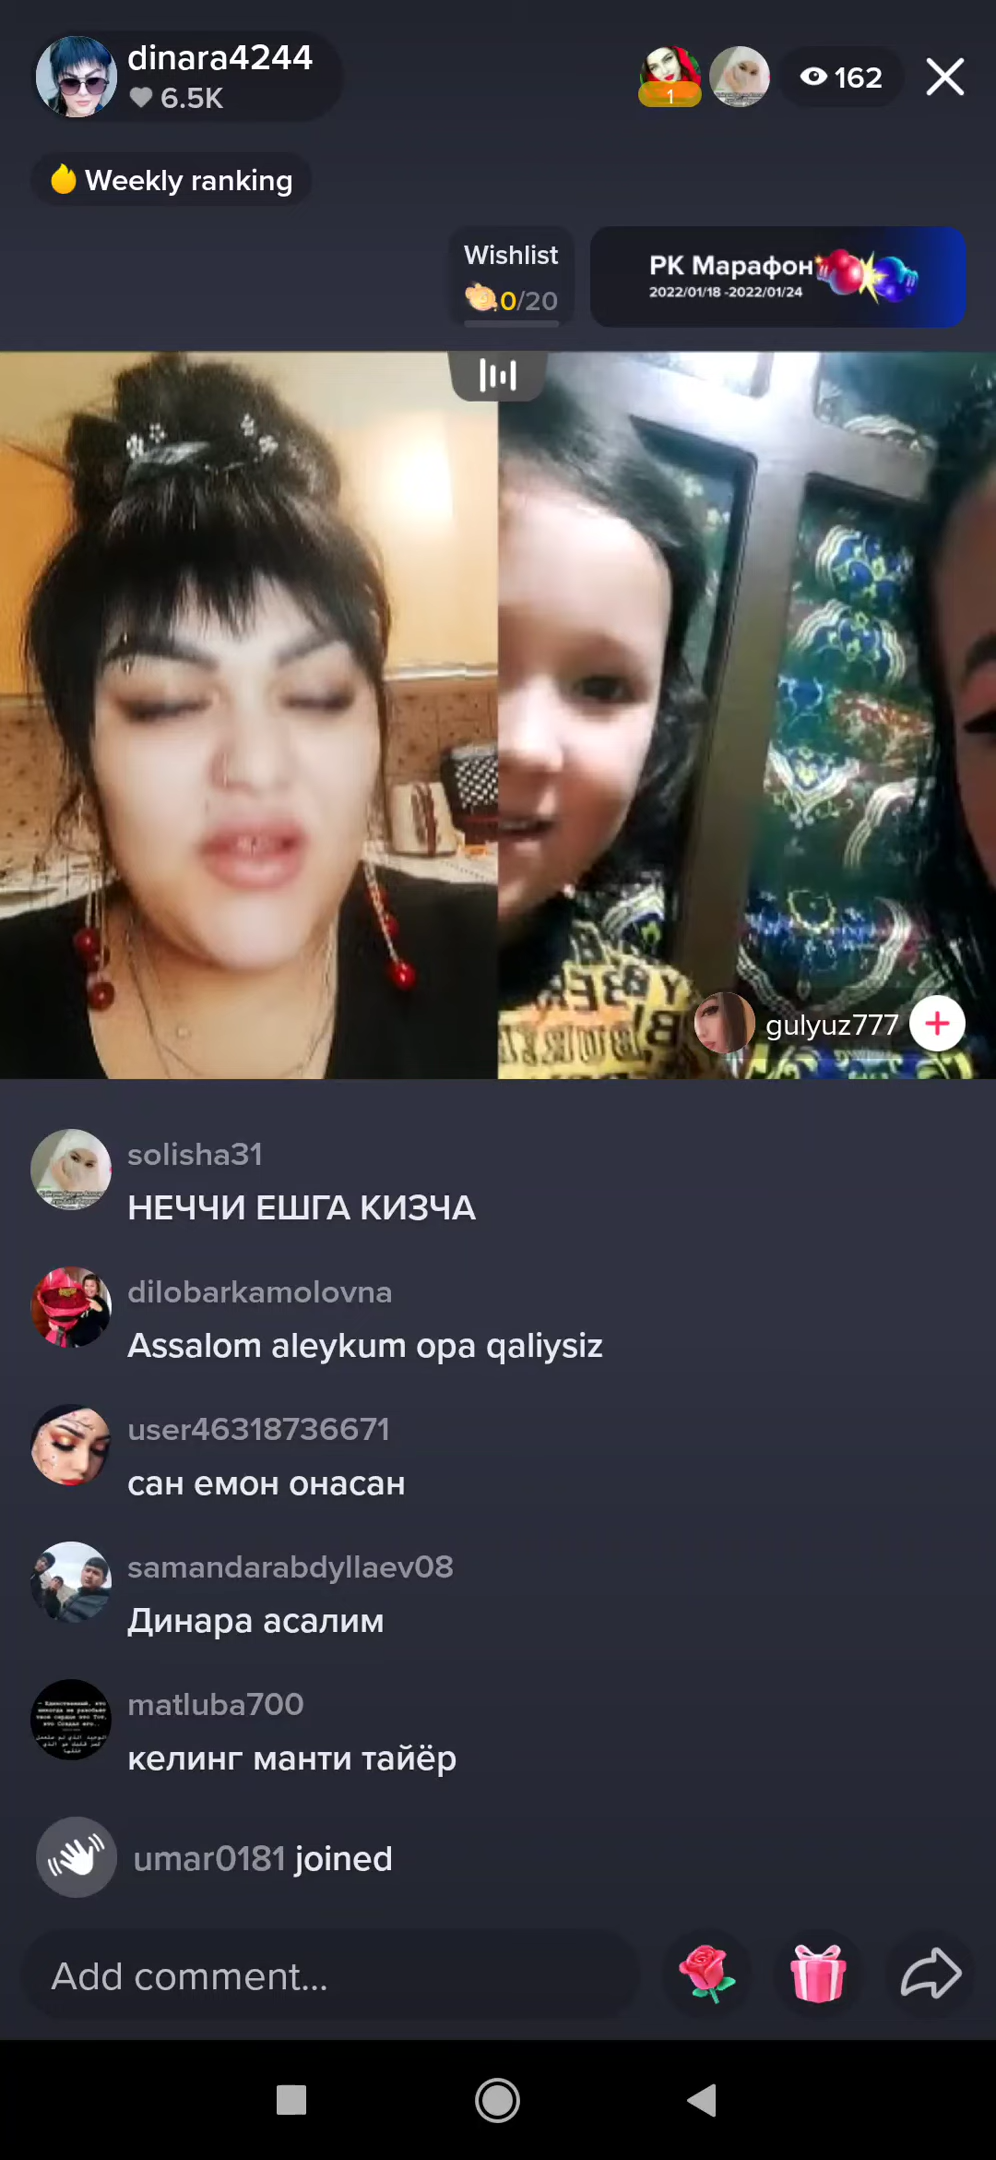 dinara4244
6.5K
1
162
Weekly ranking
Wishlist
0/20
РК Марафон
2022/01/18 -2022/01/24
gulyuz777
solisha31
НЕЧЧИ ЕШГА КИЗЧА
dilobarkamolovna
Assalom aleykum opa qaliysiz
user46318736671
сан емон онасан
samandarabdyllaev08
Динара асалим
matluba700
келинг манти тайёр
umar0181 joined
Add comment...